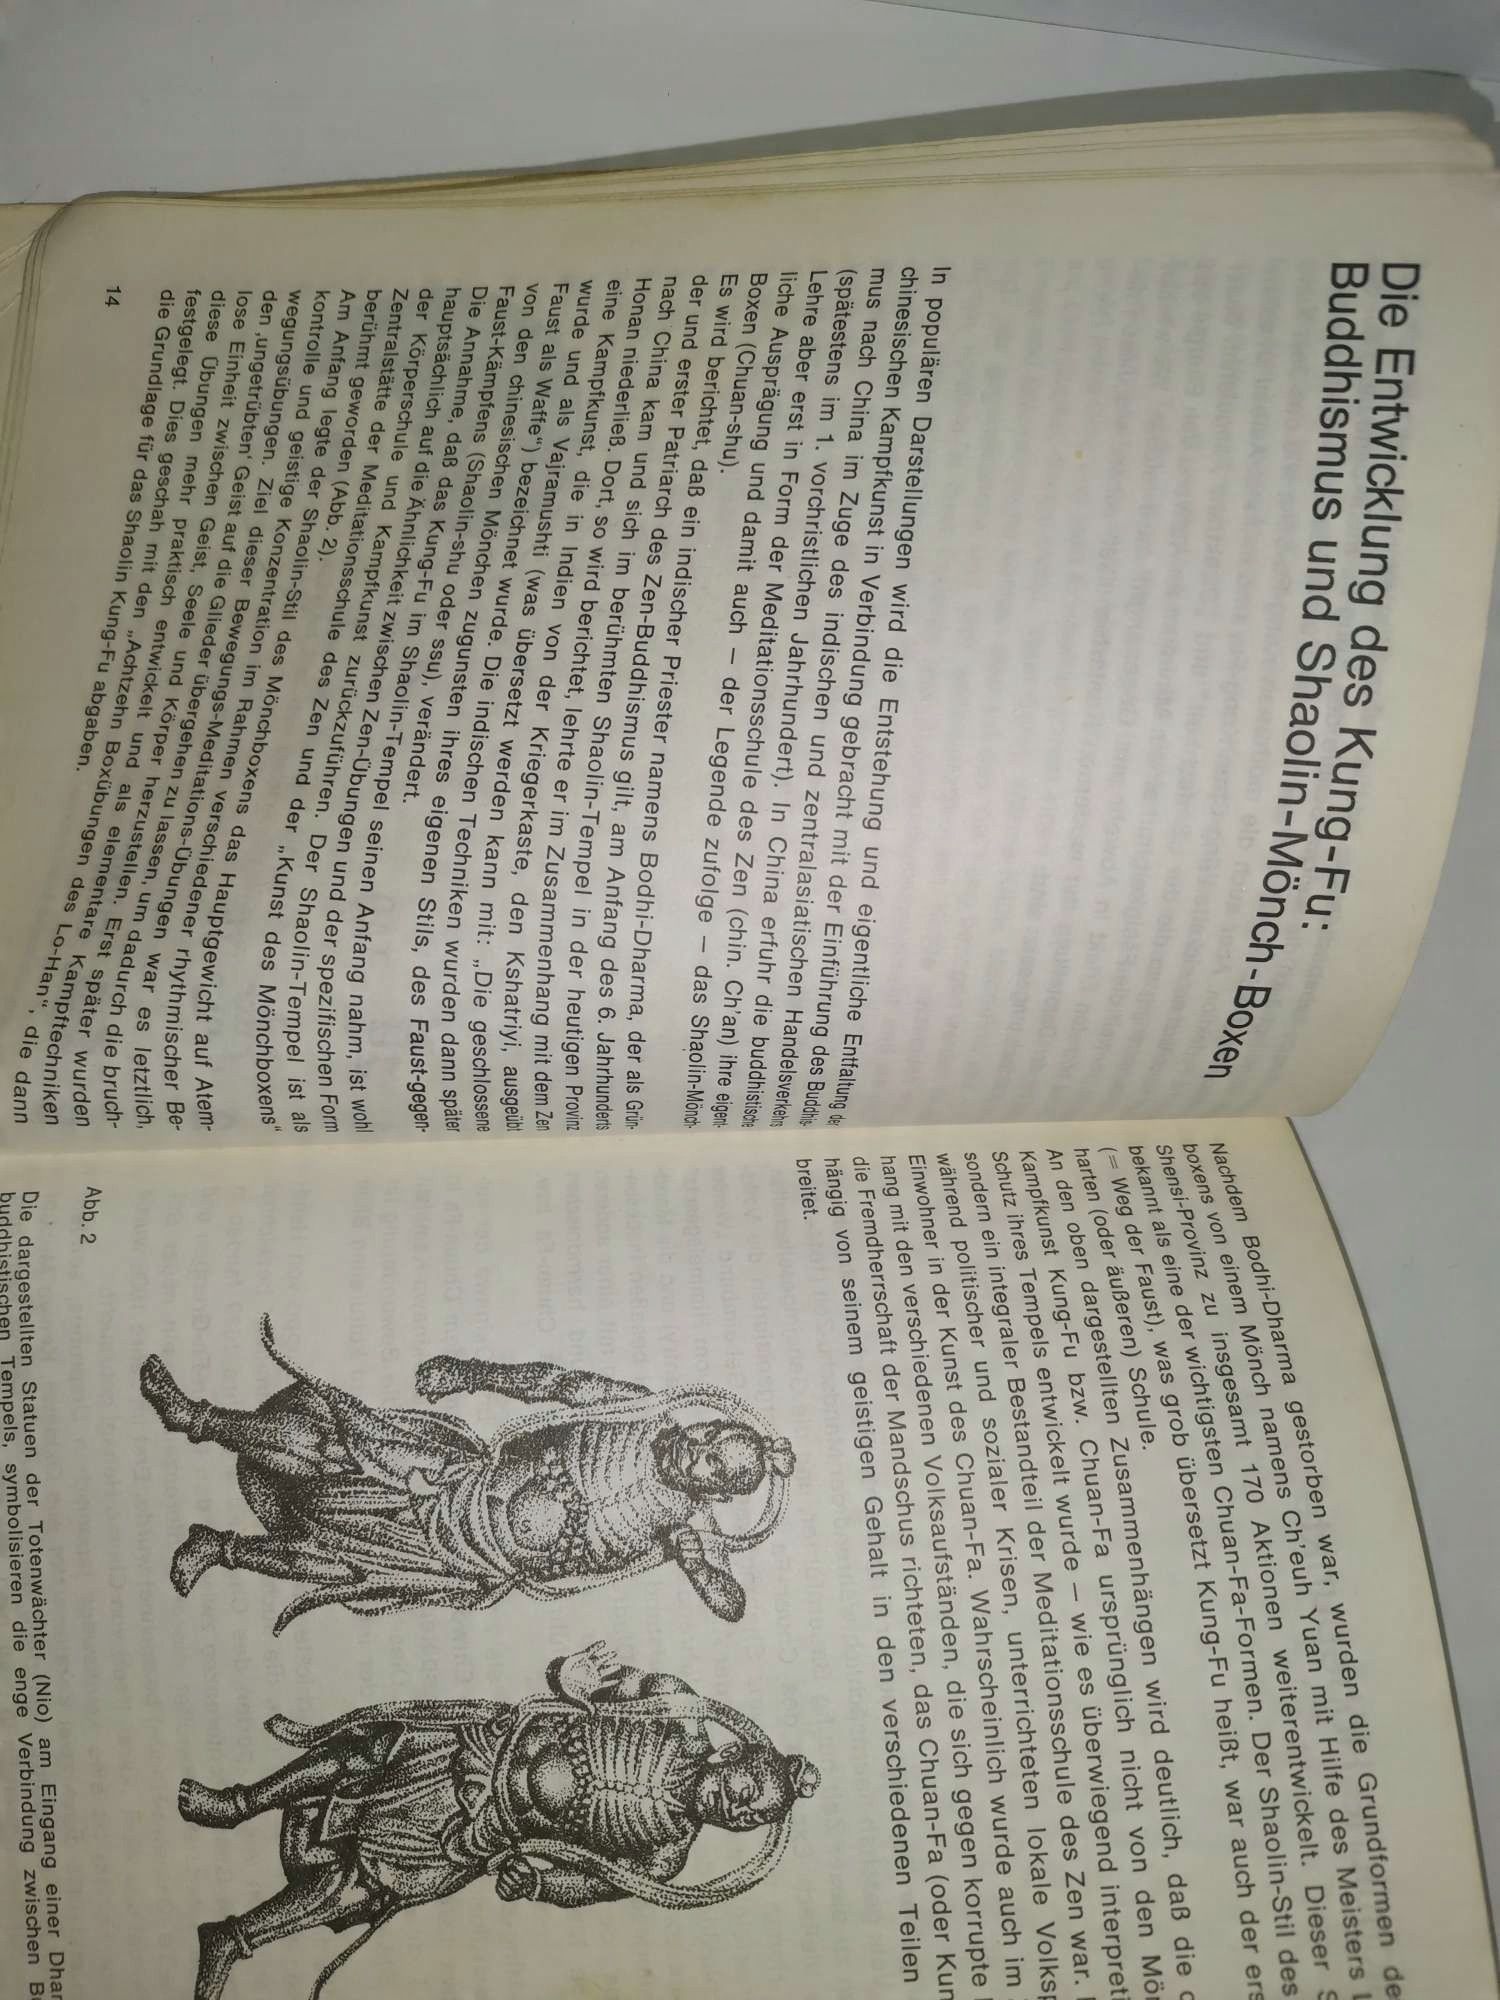 Die Entwicklung des Kung-Fu:
Buddhismus und Shaolin-Mönch-Boxen
In populären Darstellungen wird die Entstehung und eigentliche Entfaltung der
chinesischen Kampfkunst in Verbindung gebracht mit der Einführung des Buddhis-
mus nach China im Zuge des indischen und zentralasiatischen Handelsverkehrs
(spätestens im 1. vorchristlichen Jahrhundert). In China erfuhr die buddhistische
Lehre aber erst in Form der Meditationsschule des Zen (chin. Ch'an) ihre eigent-
liche Ausprägung und damit auch — der Legende zufolge — das Shaolin-Mönch-
Boxen (Chuan-shu).
Es wird berichtet, daß ein indischer Priester namens Bodhi-Dharma, der als Grün-
der und erster Patriarch des Zen-Buddhismus gilt, am Anfang des 6. Jahrhunderts
nach China kam und sich im berühmten Shaolin-Tempel in der heutigen Provinz
Honan niederließ. Dort, so wird berichtet, lehrte er im Zusammenhang mit dem Zen
eine Kampfkunst, die in Indien von der Kriegerkaste, den Kshatriyi, ausgeübt
wurde und als Vajramushti (was übersetzt werden kann mit: „Die geschlossene
Faust als Waffe") bezeichnet wurde. Die indischen Techniken wurden dann später
von den chinesischen Mönchen zugunsten ihres eigenen Stils, des Faust-gegen-
Faust-Kämpfens (Shaolin-shu oder ssu), verändert.
Die Annahme, daß das Kung-Fu im Shaolin-Tempel seinen Anfang nahm, ist wohl
hauptsächlich auf die Ähnlichkeit zwischen Zen-Übungen und der spezifischen Form
der Körperschule und Kampfkunst zurückzuführen. Der Shaolin-Tempel ist als
Zentralstätte der Meditationsschule des Zen und der „Kunst des Mönchboxens"
berühmt geworden (Abb. 2).
Am Anfang legte der Shaolin-Stil des Mönchboxens das Hauptgewicht auf Atem-
kontrolle und geistige Konzentration im Rahmen verschiedener rhythmischer Be-
wegungsübungen. Ziel dieser Bewegungs-Meditations-Übungen war es letztlich,
den ‚ungetrübten' Geist auf die Glieder übergehen zu lassen, um dadurch die bruch-
lose Einheit zwischen Geist, Seele und Körper herzustellen. Erst später wurden
diese Übungen mehr praktisch entwickelt und als elementare Kampftechniken
festgelegt. Dies geschah mit den „Achtzehn Boxübungen des Lo-Han", die dann
die Grundlage für das Shaolin Kung-Fu abgaben.
14
Nachdem Bodhi-Dharma gestorben war, wurden die Grundformen de
boxens von einem Mönch namens Ch'euh Yuan mit Hilfe des Meisters L
Shensi-Provinz zu insgesamt 170 Aktionen weiterentwickelt. Dieser S
bekannt als eine der wichtigsten Chuan-Fa-Formen. Der Shaolin-Stil des
(= Weg der Faust), was grob übersetzt Kung-Fu heißt, war auch der ers
harten (oder äußeren) Schule.
An den oben dargestellten Zusammenhängen wird deutlich, daß die c
Kampfkunst Kung-Fu bzw. Chuan-Fa ursprünglich nicht von den Mön
Schutz ihres Tempels entwickelt wurde — wie es überwiegend interpreti
sondern ein integraler Bestandteil der Meditationsschule des Zen war.
während politischer und sozialer Krisen, unterrichteten lokale Volksp
Einwohner in der Kunst des Chuan-Fa. Wahrscheinlich wurde auch im
hang mit den verschiedenen Volksaufständen, die sich gegen korrupte
die Fremdherrschaft der Mandschus richteten, das Chuan-Fa (oder Kun
hängig von seinem geistigen Gehalt in den verschiedenen Teilen
breitet.
Abb. 2
Die dargestellten Statuen der Totenwächter (Nio) am Eingang einer Dhar
buddhistischen Tempels, symbolisieren die enge Verbindung zwischen Bu